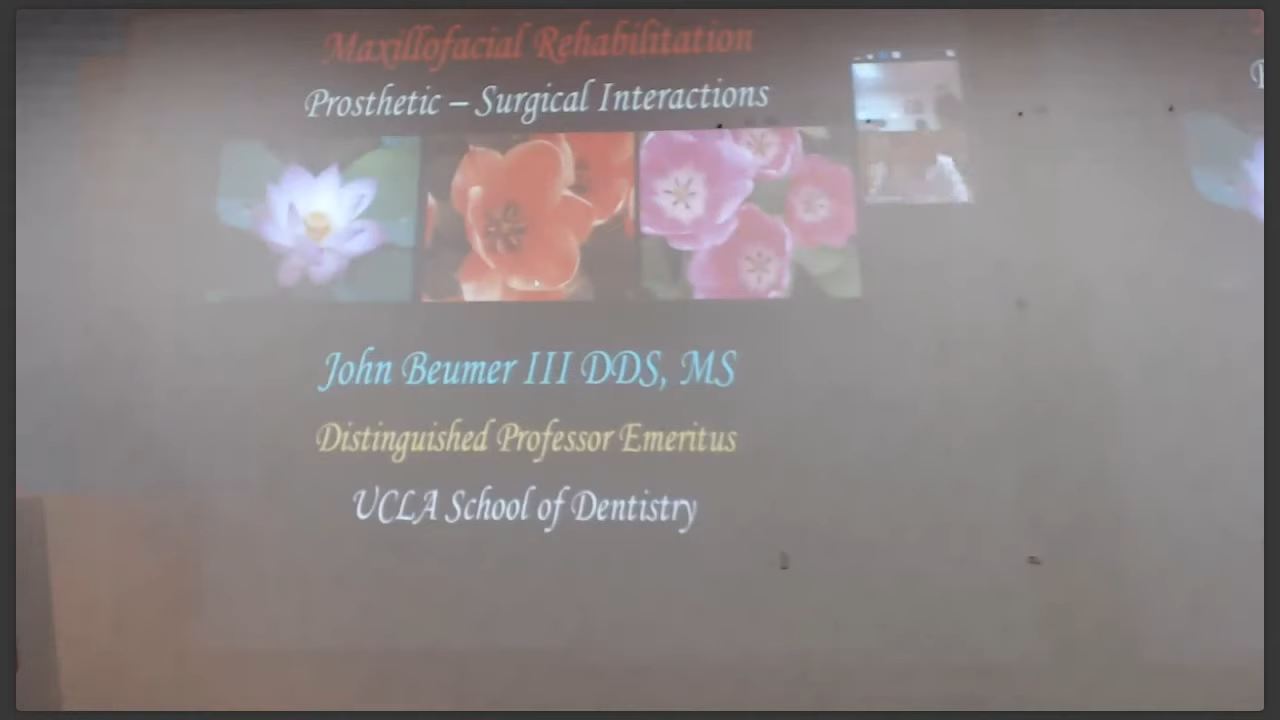 Maxillofacial Rehabilitation
Prosthetic – Surgical Interactions
John Beumer III DDS, MS
Distinguished Professor Emeritus
UCLA School of Dentistry